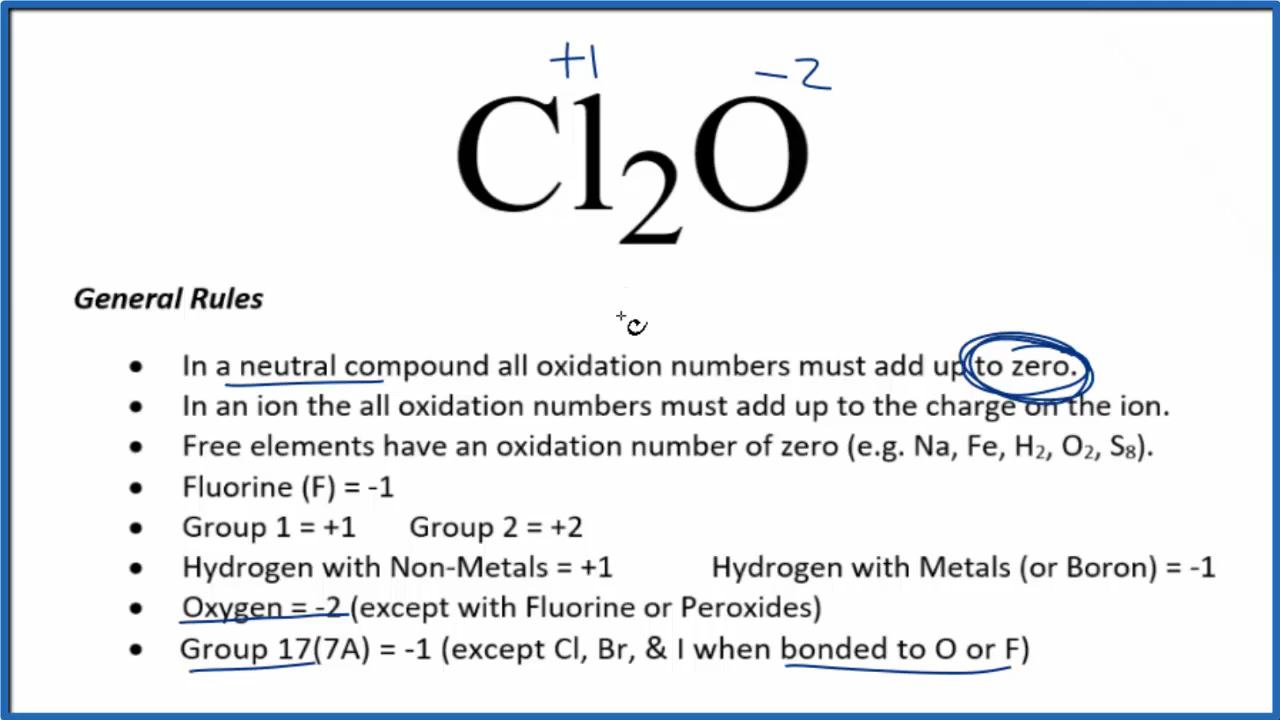 +1 -2
Cl₂O
General Rules
• In a neutral compound all oxidation numbers must add up to zero.
• In an ion the all oxidation numbers must add up to the charge on the ion.
• Free elements have an oxidation number of zero (e.g. Na, Fe, H₂, O₂, S₈).
• Fluorine (F) = -1
• Group 1 = +1 Group 2 = +2
• Hydrogen with Non-Metals = +1 Hydrogen with Metals (or Boron) = -1
• Oxygen = -2 (except with Fluorine or Peroxides)
• Group 17(7A) = -1 (except Cl, Br, & I when bonded to O or F)